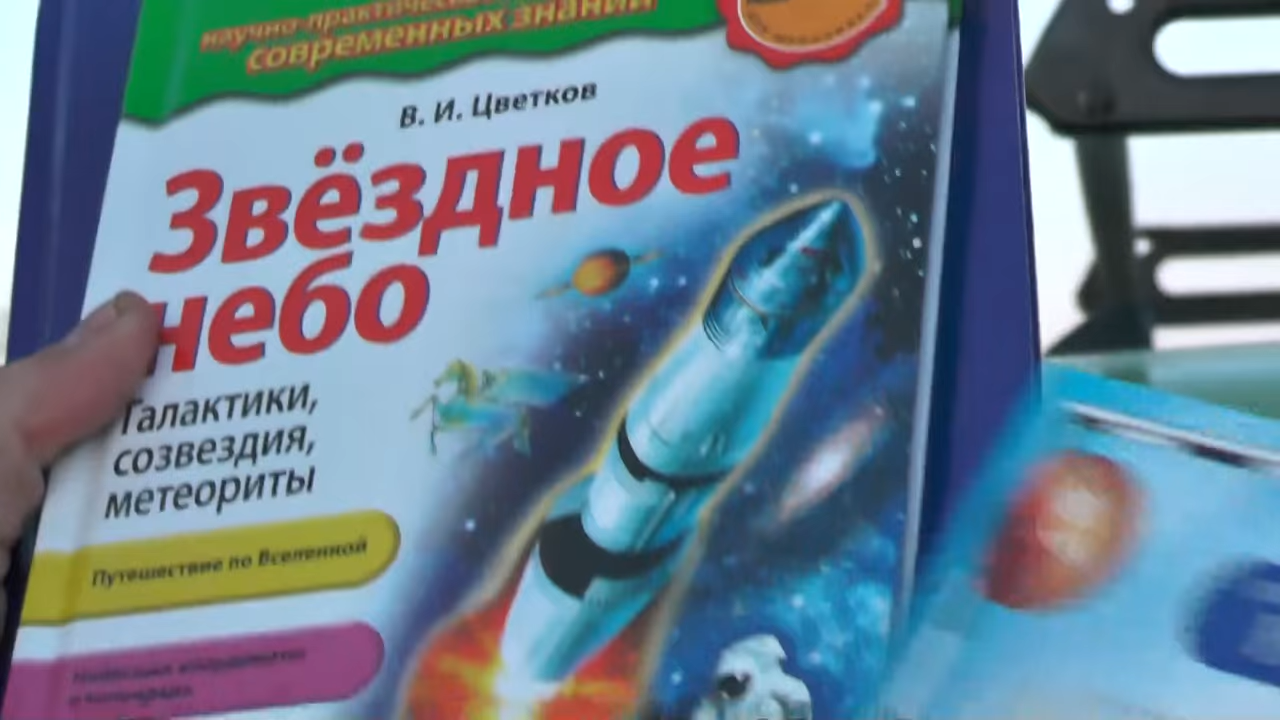 научно-практическ
современных знаний
В. И. Цветков
Звёздное
небо
Галактики,
созвездия,
метеориты
Путешествие по Вселенной